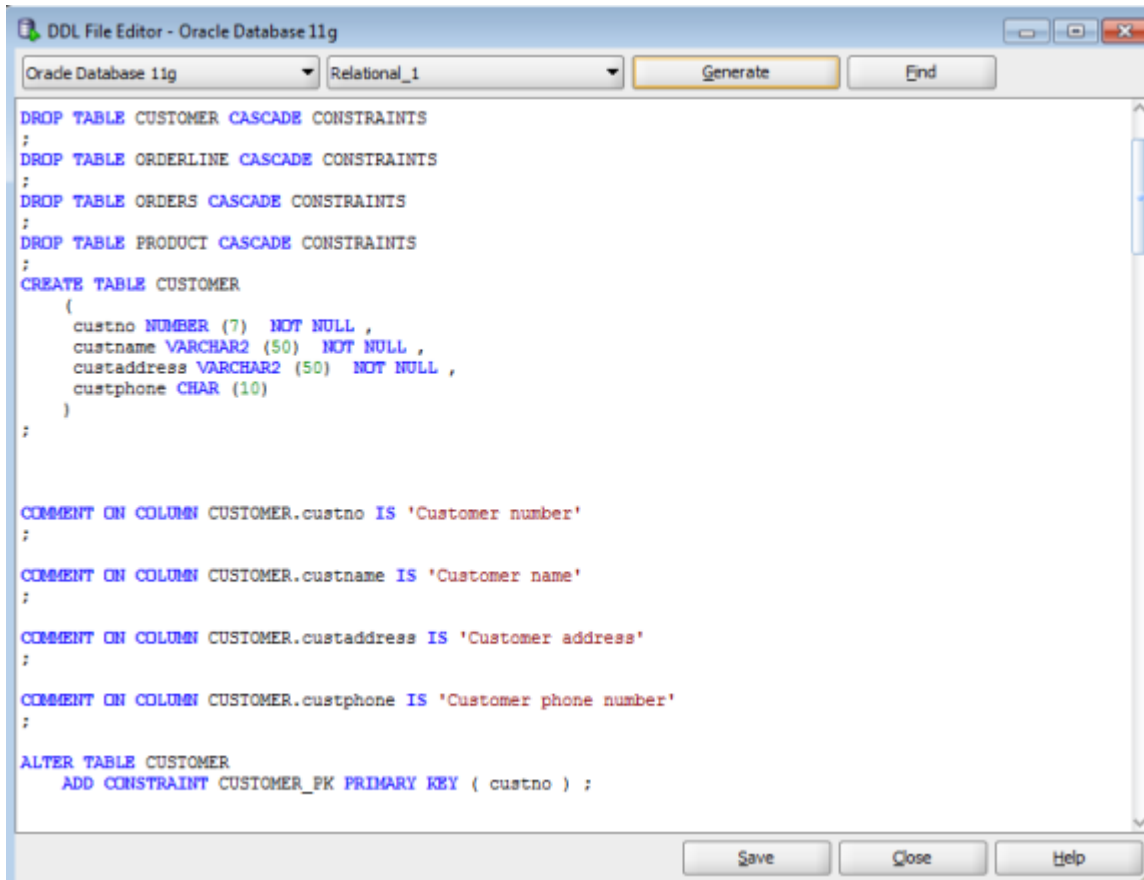 DDL File Editor - Oracle Database 11g
Oracle Database 11g Relational_1 Generate Find
DROP TABLE CUSTOMER CASCADE CONSTRAINTS
;
DROP TABLE ORDERLINE CASCADE CONSTRAINTS
;
DROP TABLE ORDERS CASCADE CONSTRAINTS
;
DROP TABLE PRODUCT CASCADE CONSTRAINTS
;
CREATE TABLE CUSTOMER
(
custno NUMBER (7) NOT NULL ,
custname VARCHAR2 (50) NOT NULL ,
custaddress VARCHAR2 (50) NOT NULL ,
custphone CHAR (10)
)
;
COMMENT ON COLUMN CUSTOMER.custno IS 'Customer number'
;
COMMENT ON COLUMN CUSTOMER.custname IS 'Customer name'
;
COMMENT ON COLUMN CUSTOMER.custaddress IS 'Customer address'
;
COMMENT ON COLUMN CUSTOMER.custphone IS 'Customer phone number'
;
ALTER TABLE CUSTOMER
ADD CONSTRAINT CUSTOMER_PK PRIMARY KEY ( custno ) ;
Save Close Help